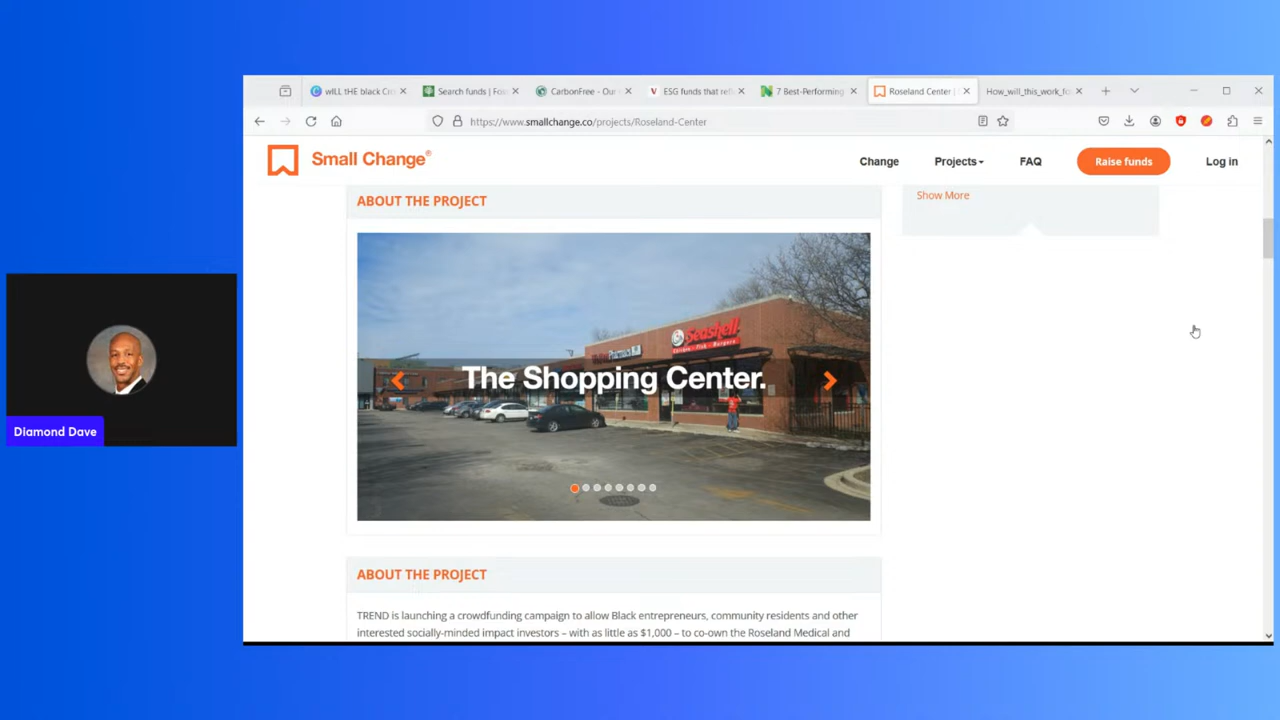 wILL tHE black Cr
Search funds | Fos
CarbonFree - Our
ESG funds that refl
7 Best-Performing
Roseland Center |
How_will_this_work_fo
https://www.smallchange.co/projects/Roseland-Center
Small Change®
Change
Projects
FAQ
Raise funds
Log in
ABOUT THE PROJECT
Show More
Seashell
The Shopping Center.
Diamond Dave
ABOUT THE PROJECT
TREND is launching a crowdfunding campaign to allow Black entrepreneurs, community residents and other
interested socially-minded impact investors – with as little as $1,000 – to co-own the Roseland Medical and